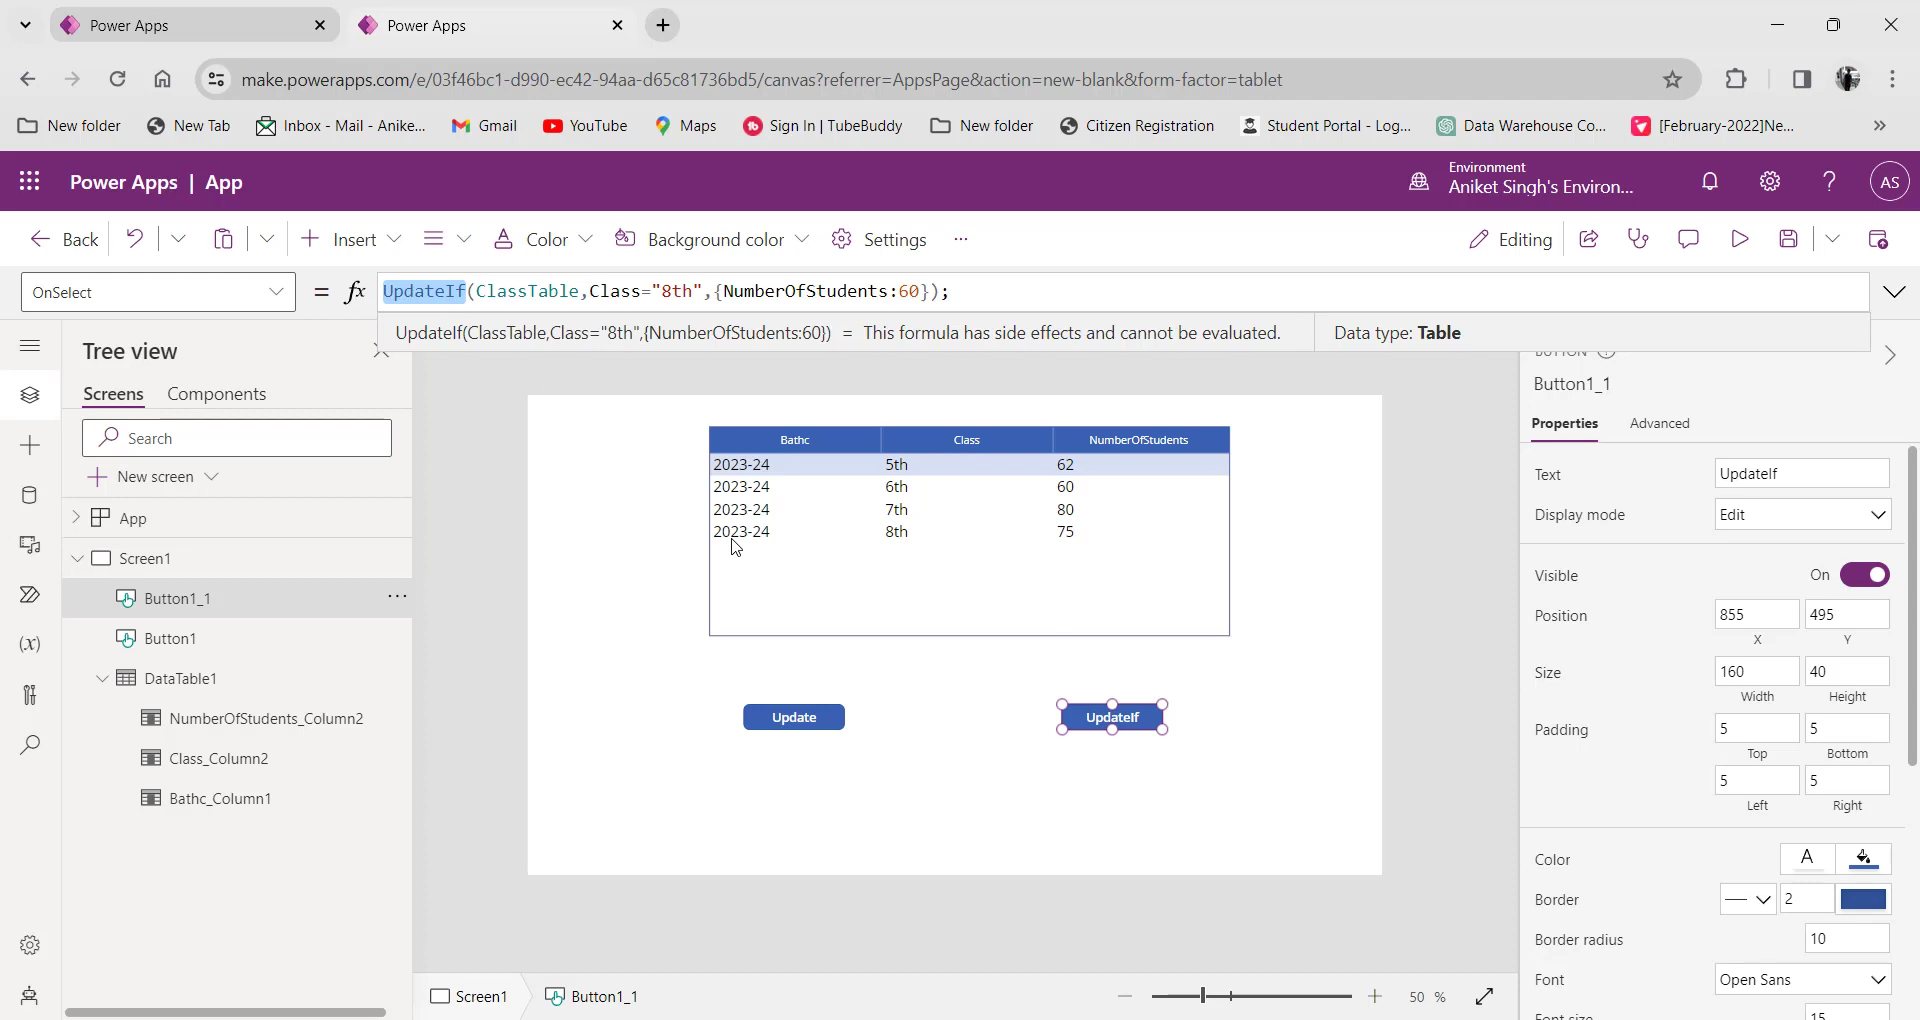 Power Apps
Power Apps
make.powerapps.com/e/03f46bc1-d990-ec42-94aa-d65c81736bd5/canvas?referrer=AppsPage&action=new-blank&form-factor=tablet
New folder
New Tab
Inbox - Mail - Anike...
Gmail
YouTube
Maps
Sign In | TubeBuddy
New folder
Citizen Registration
Student Portal - Log...
Data Warehouse Co...
[February-2022]Ne...
Power Apps | App
Environment
Aniket Singh's Environ...
AS
Back
Insert
Color
Background color
Settings
Editing
OnSelect
= fx
UpdateIf(ClassTable,Class="8th",{NumberOfStudents:60});
UpdateIf(ClassTable,Class="8th",{NumberOfStudents:60}) = This formula has side effects and cannot be evaluated.
Data type: Table
Tree view
Screens
Components
Search
New screen
App
Screen1
Button1_1
Button1
DataTable1
NumberOfStudents_Column2
Class_Column2
Bathc_Column1
Bathc Class NumberOfStudents
2023-24 5th 62
2023-24 6th 60
2023-24 7th 80
2023-24 8th 75
Update
UpdateIf
Screen1
Button1_1
50 %
BUTTON
Button1_1
Properties
Advanced
Text UpdateIf
Display mode Edit
Visible On
Position 855 495
X Y
Size 160 40
Width Height
Padding 5 5
Top Bottom
5 5
Left Right
Color A
Border 2
Border radius 10
Font Open Sans
Font size 15